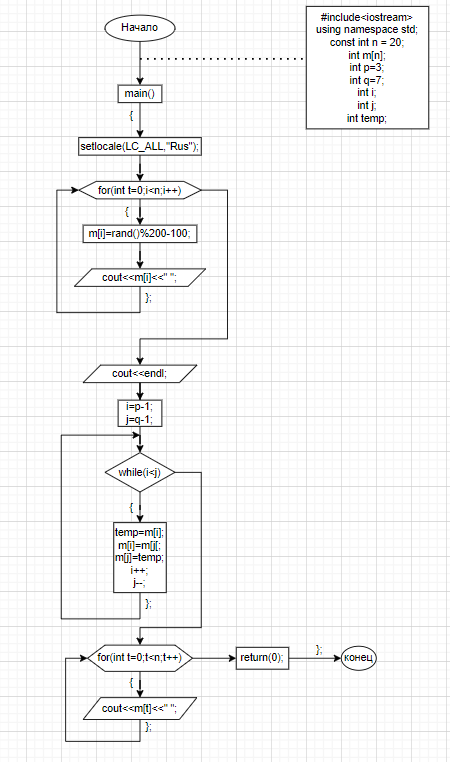 Начало
#include<iostream>
using namespace std;
const int n = 20;
int m[n];
int p=3;
int q=7;
int i;
int j;
int temp;
main()
{
setlocale(LC_ALL,"Rus");
for(int t=0;i<n;i++)
{
m[i]=rand()%200-100;
cout<<m[i]<<" ";
};
cout<<endl;
i=p-1;
j=q-1;
while(i<j)
{
temp=m[i];
m[i]=m[j[;
m[j]=temp;
i++;
j--;
};
for(int t=0;t<n;t++)
return(0);
};
конец
{
cout<<m[t]<<" ";
};